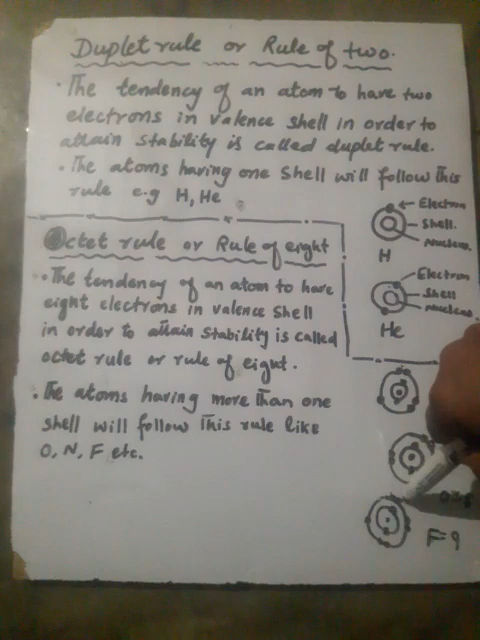 Duplet rule or Rule of two.
• The tendency of an atom to have two
electrons in valence shell in order to
attain stability is called duplet rule.
• The atoms having one shell will follow this
rule e.g H, He
Electron
Shell.
Nucleus.
H
Electron
Shell
Nucleus
He
Octet rule or Rule of eight
• The tendency of an atom to have
eight electrons in valence shell
in order to attain stability is called
octet rule or rule of eight.
• The atoms having more than one
shell will follow this rule like
O, N, F etc.
F=9